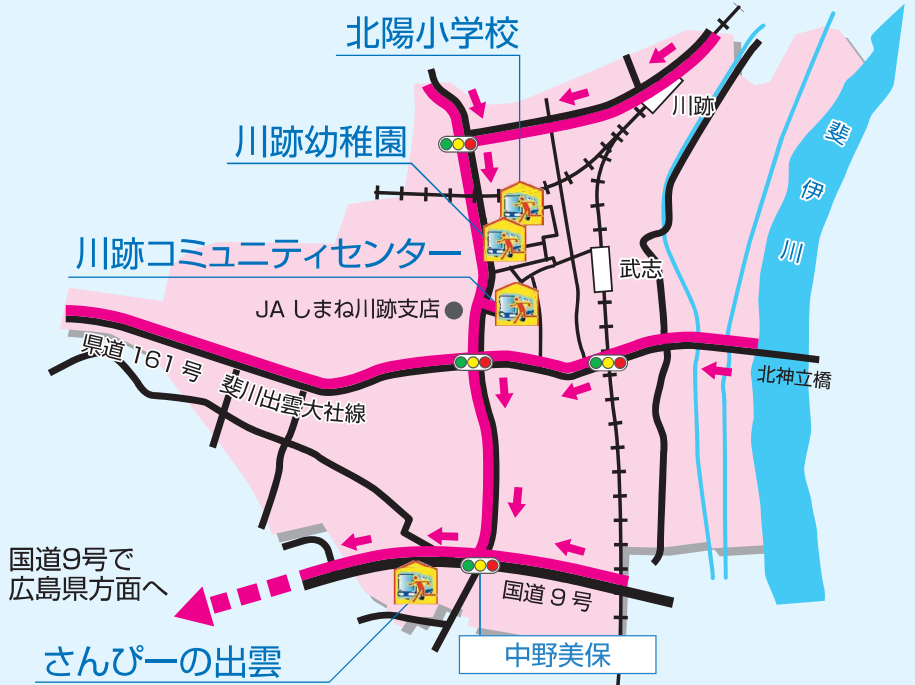 北陽小学校
川跡
川跡幼稚園
斐伊川
川跡コミュニティセンター
武志
JA しまね川跡支店
県道 161 号　斐川出雲大社線
北神立橋
国道9号で
広島県方面へ
国道 9 号
さんぴーの出雲
中野美保